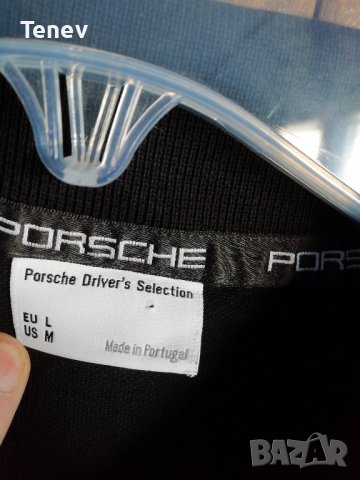 Tenev
PORSCHE PORS
Porsche Driver's Selection
EU L
US M
Made in Portugal
BAZAR